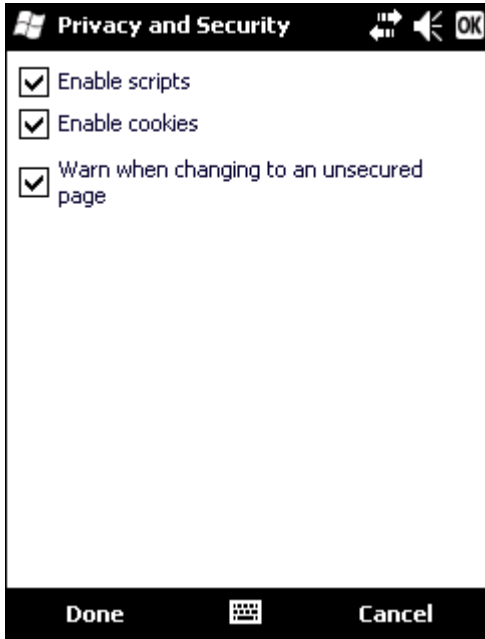 Privacy and Security OK
Enable scripts
Enable cookies
Warn when changing to an unsecured
page
Done Cancel